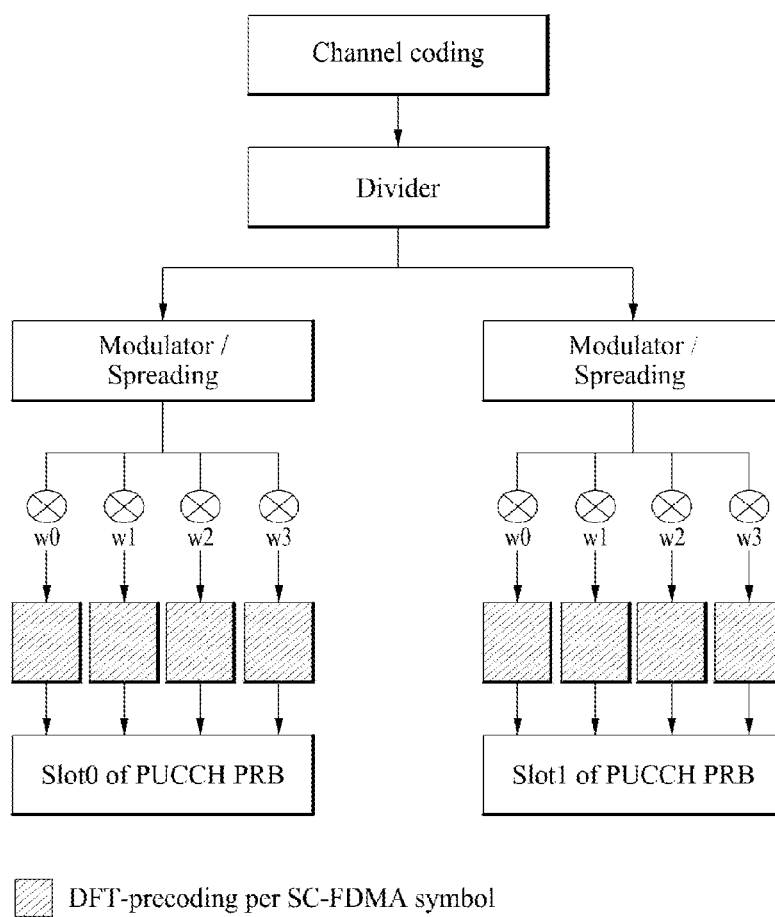 Channel coding
Divider
Modulator /
Spreading
Modulator /
Spreading
w0 w1 w2 w3
w0 w1 w2 w3
Slot0 of PUCCH PRB
Slot1 of PUCCH PRB
DFT-precoding per SC-FDMA symbol